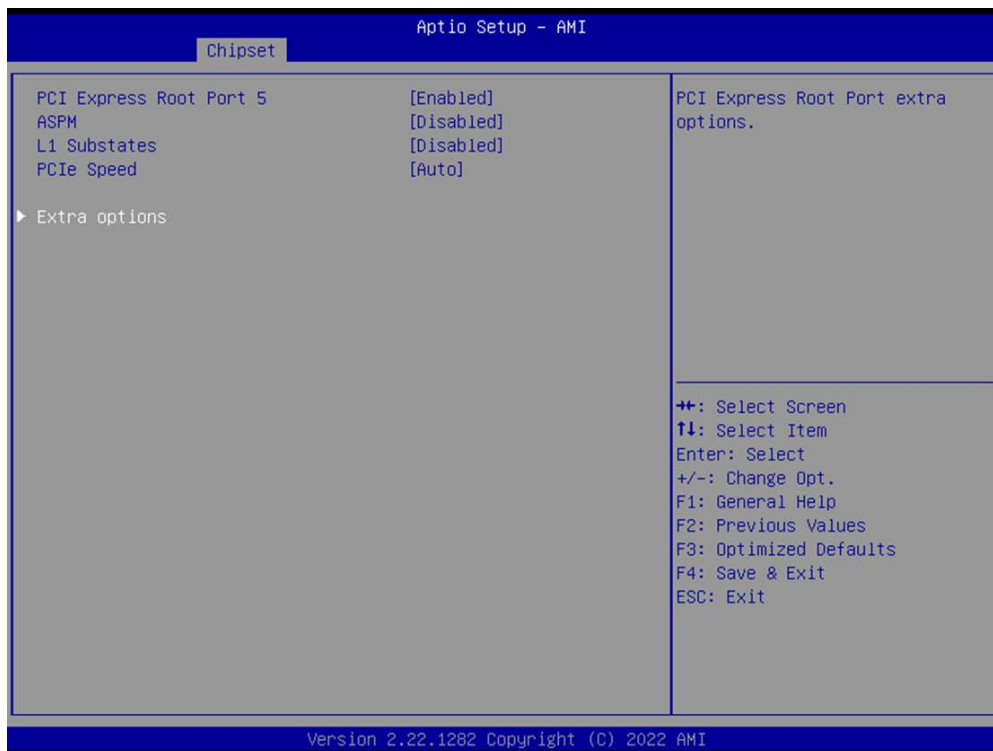 Aptio Setup – AMI
Chipset
PCI Express Root Port 5 [Enabled]
ASPM [Disabled]
L1 Substates [Disabled]
PCIe Speed [Auto]
Extra options
PCI Express Root Port extra
options.
→←: Select Screen
↑↓: Select Item
Enter: Select
+/-: Change Opt.
F1: General Help
F2: Previous Values
F3: Optimized Defaults
F4: Save & Exit
ESC: Exit
Version 2.22.1282 Copyright (C) 2022 AMI